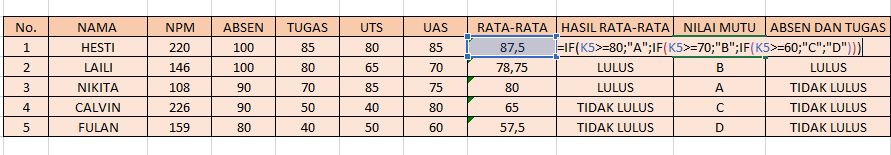 No. NAMA NPM ABSEN TUGAS UTS UAS RATA-RATA HASIL RATA-RATA NILAI MUTU ABSEN DAN TUGAS
1 HESTI 220 100 85 80 85 87,5 =IF(K5>=80;"A";IF(K5>=70;"B";IF(K5>=60;"C";"D")))
2 LAILI 146 100 80 65 70 78,75 LULUS B LULUS
3 NIKITA 108 90 70 85 75 80 LULUS A TIDAK LULUS
4 CALVIN 226 90 50 40 80 65 TIDAK LULUS C TIDAK LULUS
5 FULAN 159 80 40 50 60 57,5 TIDAK LULUS D TIDAK LULUS